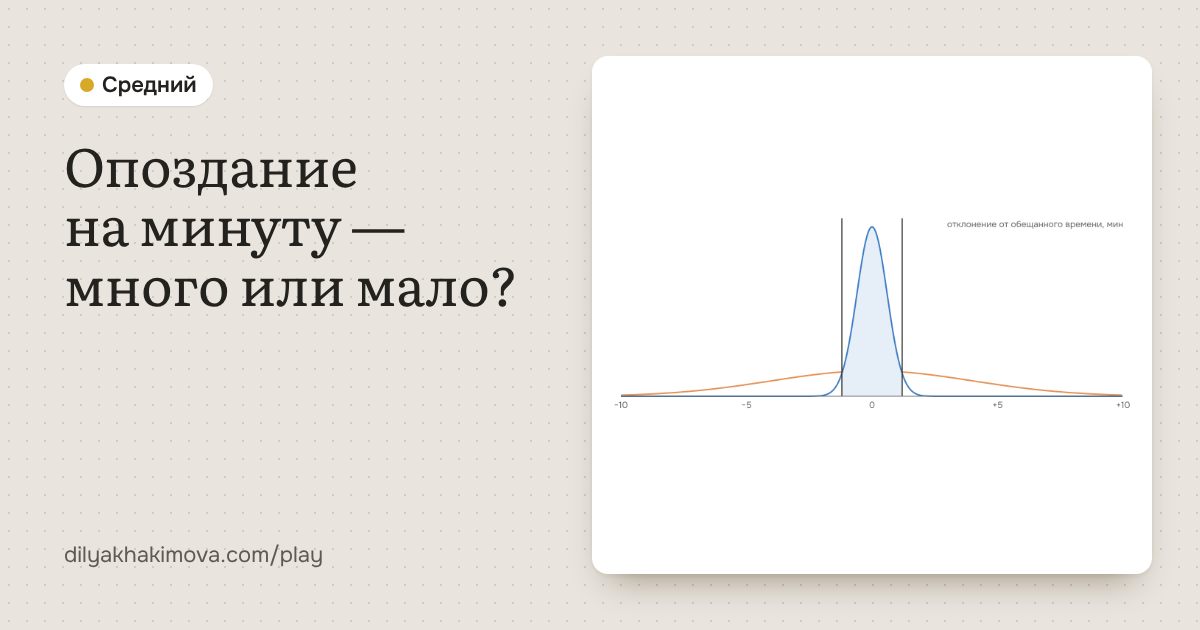 Средний
Опоздание
на минуту —
много или мало?
dilyakhakimova.com/play
отклонение от обещанного времени, мин
−10
−5
0
+5
+10